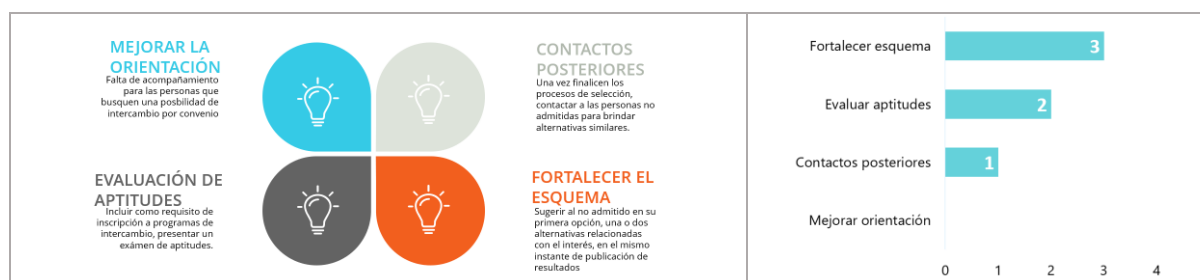 MEJORAR LA
ORIENTACIÓN
Falta de acompañamiento
para las personas que
busquen una posbilidad de
intercambio por convenio
CONTACTOS
POSTERIORES
Una vez finalicen los
procesos de selección,
contactar a las personas no
admitidas para brindar
alternativas similares.
EVALUACIÓN DE
APTITUDES
Incluir como requisito de
inscripción a programas de
intercambio, presentar un
exámen de aptitudes.
FORTALECER EL
ESQUEMA
Sugerir al no admitido en su
primera opción, una o dos
alternativas relacionadas
con el interés, en el mismo
instante de publicación de
resultados
Fortalecer esquema 3
Evaluar aptitudes 2
Contactos posteriores 1
Mejorar orientación
0 1 2 3 4